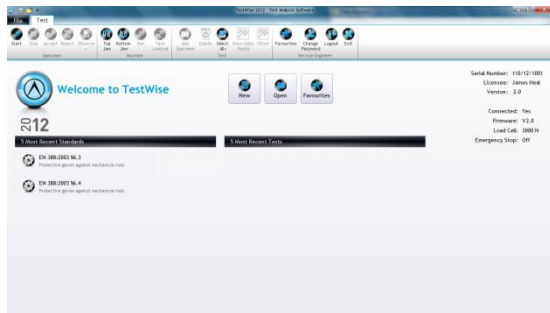 TestWise 2012 - Test Analysis Software
File Test
Start Stop Accept Reject Observe Top Jaw Bottom Jaw Run Tare Loadcell Add Specimen Delete Select All Show Data Points Offset Favourites Change Password Logout Exit
Specimen Machine Test Service Engineer
Welcome to TestWise
2012
New Open Favourites
Serial Number: 110/12/1001
Licensee: James Heal
Version: 2.0
Connected: Yes
Firmware: V2.0
Load Cell: 3000 N
Emergency Stop: Off
5 Most Recent Standards
5 Most Recent Tests
EN 388:2003 §6.3
Protective gloves against mechanical risks
EN 388:2003 §6.4
Protective gloves against mechanical risks